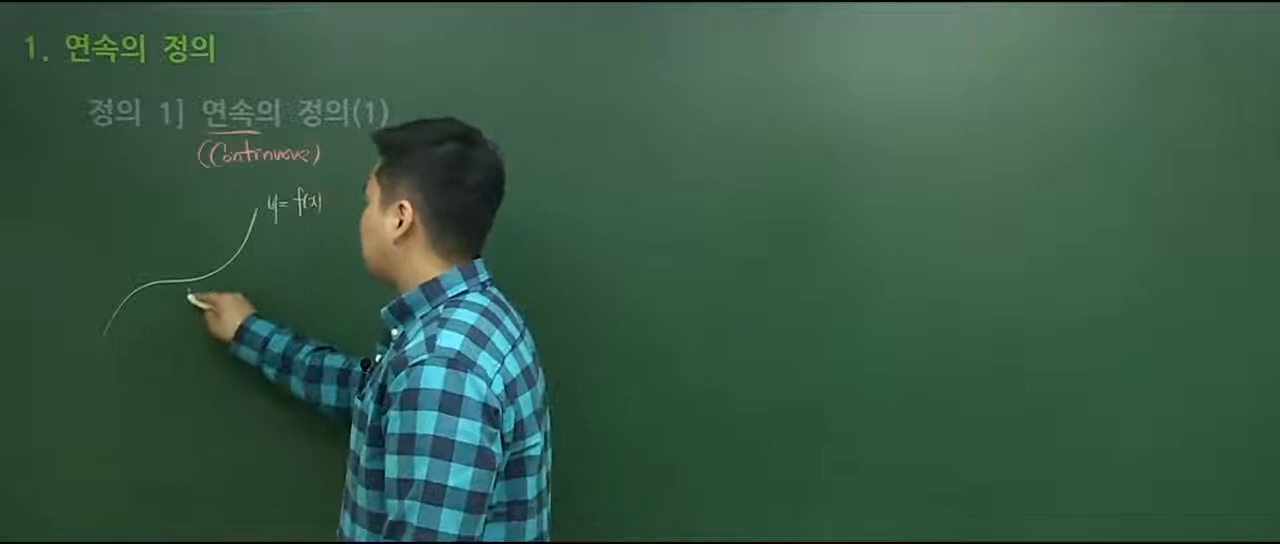 1. 연속의 정의
정의 1] 연속의 정의(1)
(Continuous)
y= f(x)